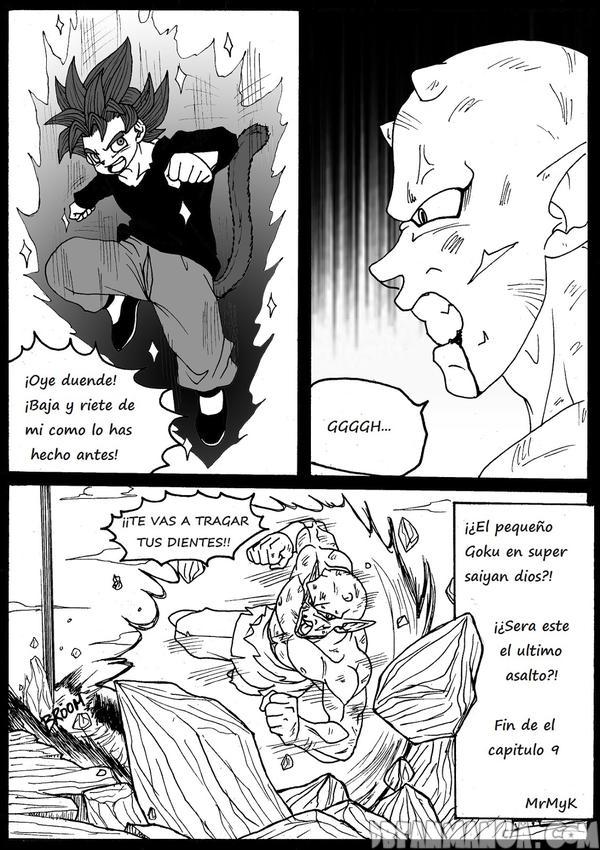 ¡Oye duende!
¡Baja y riete de
mi como lo has
hecho antes!
GGGGH...
¡¡TE VAS A TRAGAR
TUS DIENTES!!
BROOM
¡¿El pequeño
Goku en super
saiyan dios?!
¡¿Sera este
el ultimo
asalto?!
Fin de el
capitulo 9
MrMyK
DBFANMANGA.COM